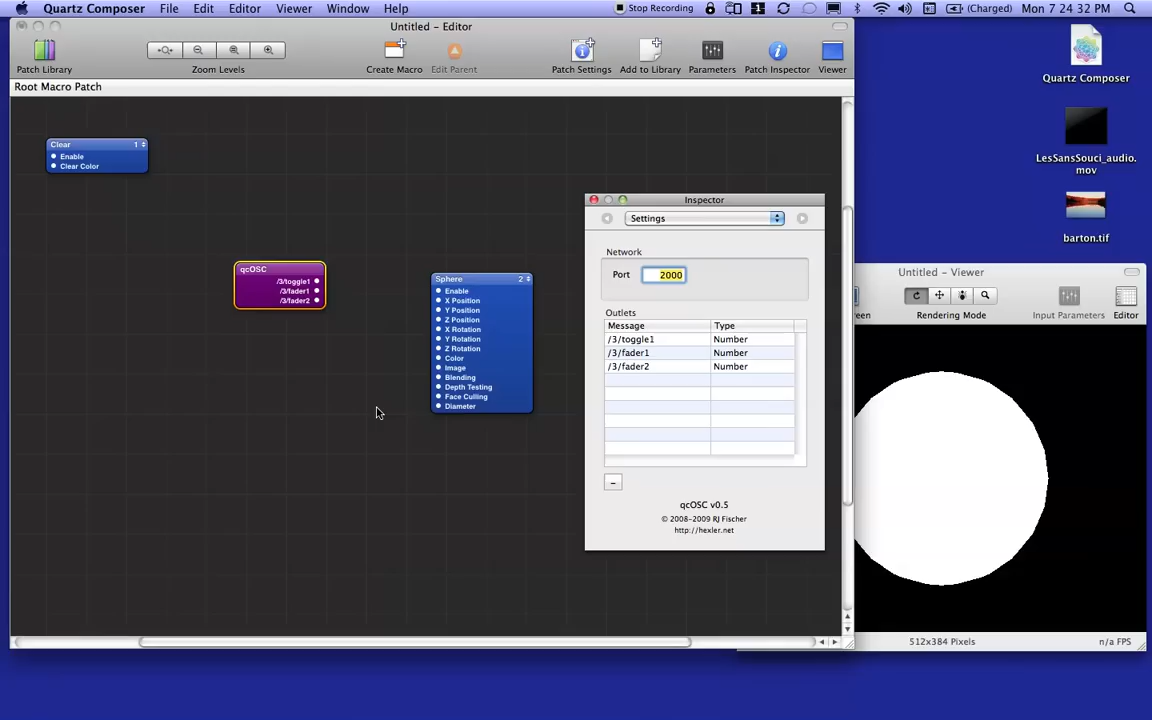 Quartz Composer File Edit Editor Viewer Window Help Stop Recording 1 (Charged) Mon 7 24 32 PM
Untitled – Editor
Patch Library Zoom Levels Create Macro Edit Parent Patch Settings Add to Library Parameters Patch Inspector Viewer
Root Macro Patch
Clear 1
Enable
Clear Color
qcOSC
/3/toggle1
/3/fader1
/3/fader2
Sphere 2
Enable
X Position
Y Position
Z Position
X Rotation
Y Rotation
Z Rotation
Color
Image
Blending
Depth Testing
Face Culling
Diameter
Inspector
Settings
Network
Port 2000
Outlets
Message Type
/3/toggle1 Number
/3/fader1 Number
/3/fader2 Number
–
qcOSC v0.5
© 2008–2009 RJ Fischer
http://hexler.net
Quartz Composer
LesSansSouci_audio.
mov
barton.tif
Untitled – Viewer
een Rendering Mode Input Parameters Editor
512x384 Pixels n/a FPS